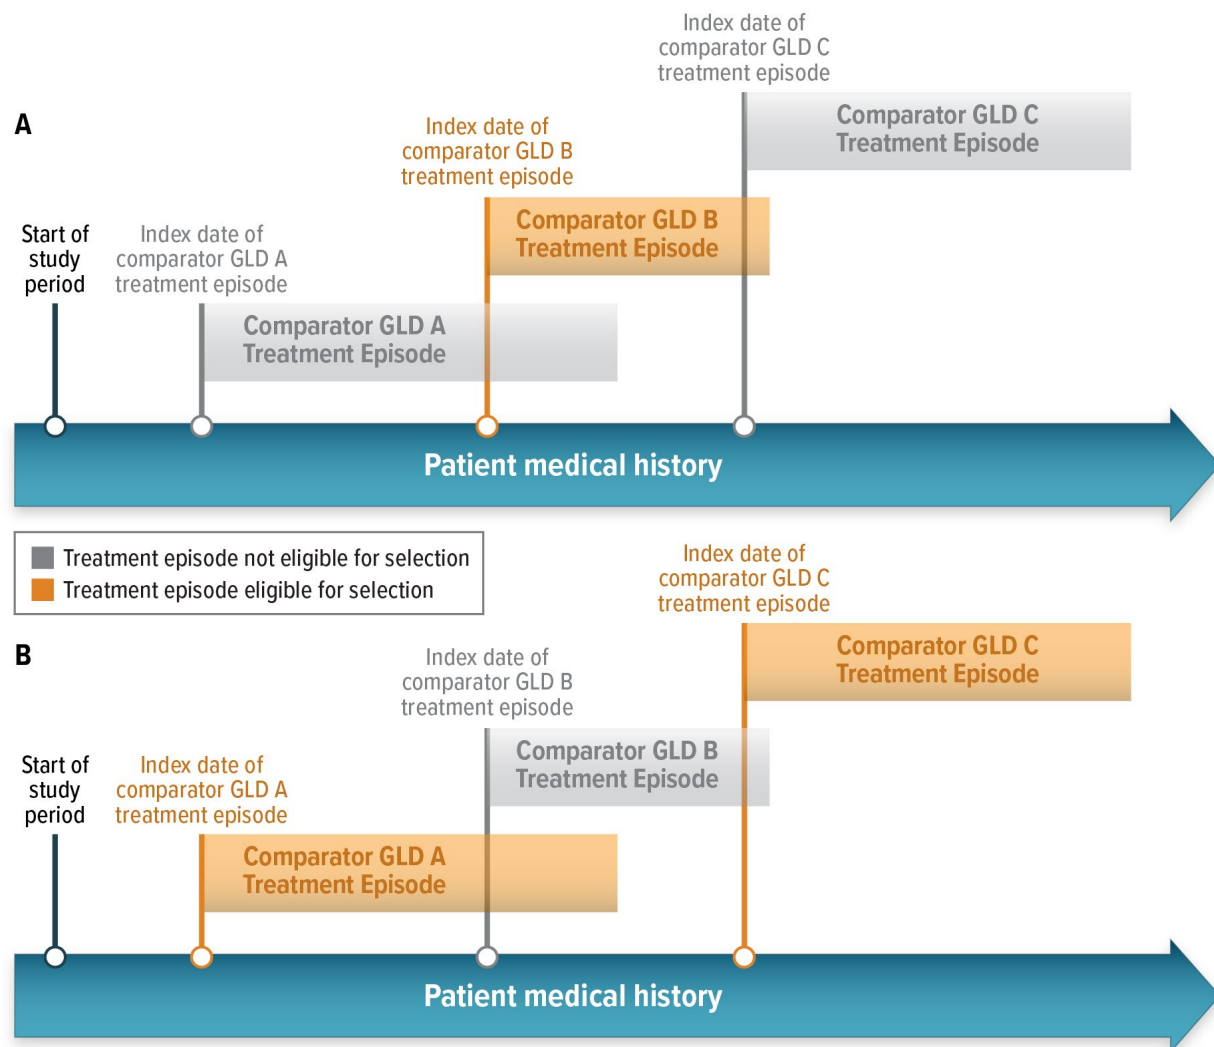 Index date of
comparator GLD C
treatment episode
A
Comparator GLD C
Treatment Episode
Index date of
comparator GLD B
treatment episode
Comparator GLD B
Treatment Episode
Start of
study
period
Index date of
comparator GLD A
treatment episode
Comparator GLD A
Treatment Episode
Patient medical history
Treatment episode not eligible for selection
Treatment episode eligible for selection
Index date of
comparator GLD C
treatment episode
B
Comparator GLD C
Treatment Episode
Index date of
comparator GLD B
treatment episode
Comparator GLD B
Treatment Episode
Start of
study
period
Index date of
comparator GLD A
treatment episode
Comparator GLD A
Treatment Episode
Patient medical history